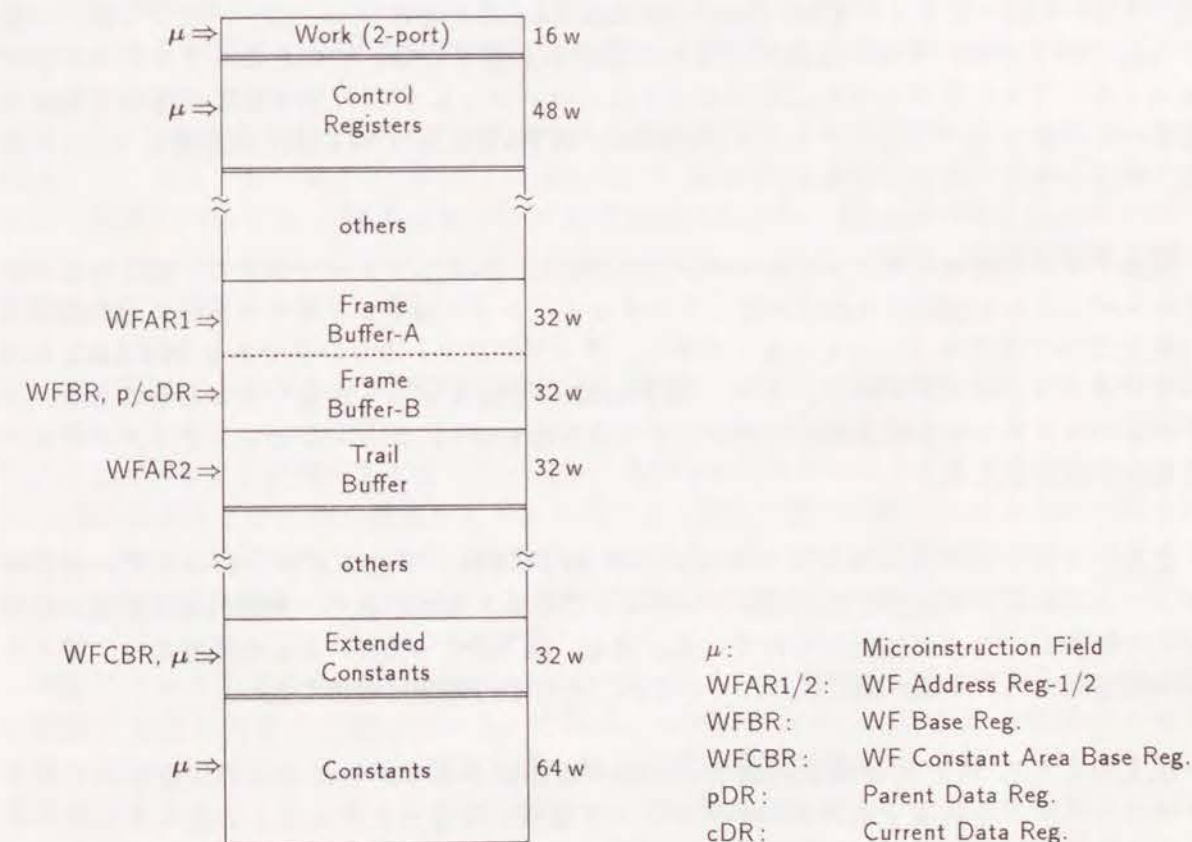 μ⇒ Work (2-port) 16 w
μ⇒ Control
Registers 48 w
others
WFAR1⇒ Frame
Buffer-A 32 w
WFBR, p/cDR⇒ Frame
Buffer-B 32 w
WFAR2⇒ Trail
Buffer 32 w
others
WFCBR, μ⇒ Extended
Constants 32 w
μ⇒ Constants 64 w
μ: Microinstruction Field
WFAR1/2: WF Address Reg-1/2
WFBR: WF Base Reg.
WFCBR: WF Constant Area Base Reg.
pDR: Parent Data Reg.
cDR: Current Data Reg.